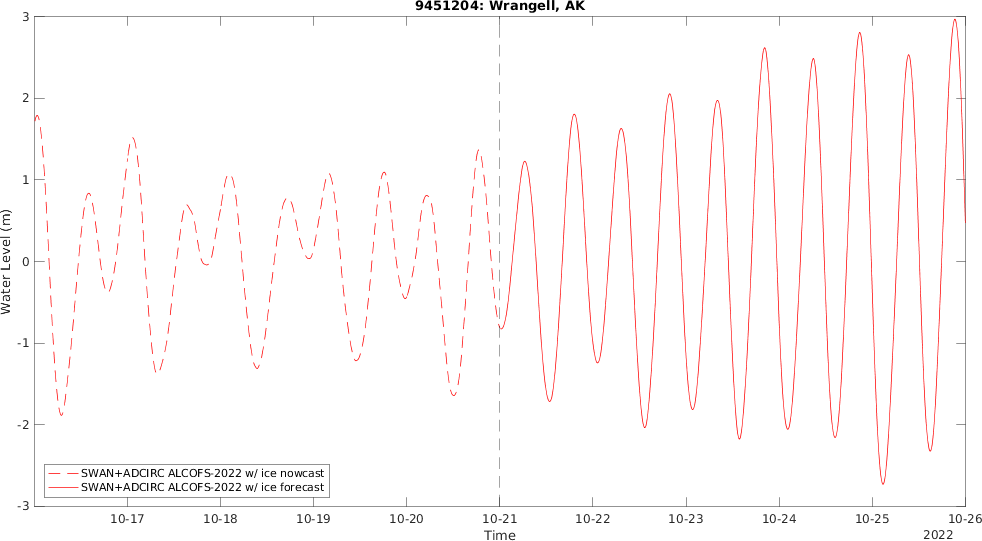 9451204: Wrangell, AK
3
2
1
0
-1
-2
-3
Water Level (m)
SWAN+ADCIRC ALCOFS-2022 w/ ice nowcast
SWAN+ADCIRC ALCOFS-2022 w/ ice forecast
10-17 10-18 10-19 10-20 10-21 10-22 10-23 10-24 10-25 10-26
Time
2022